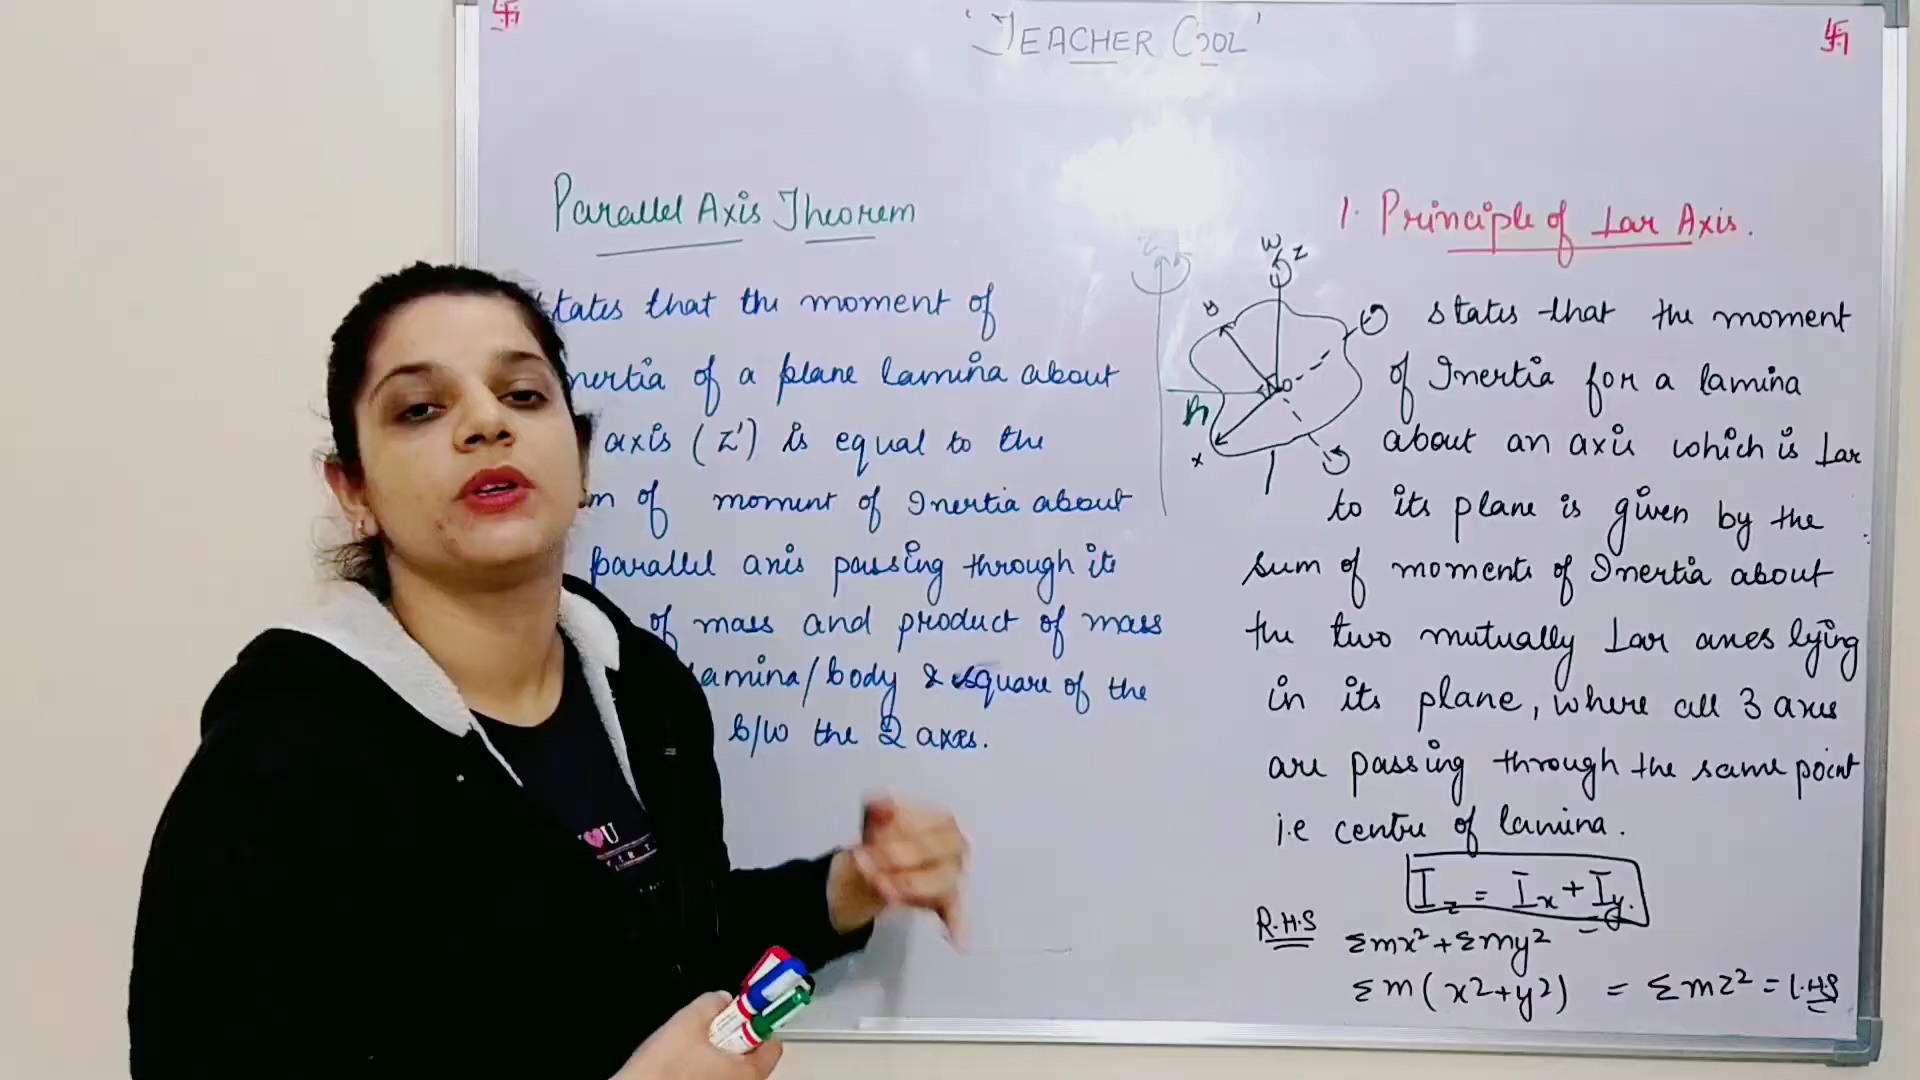 'TEACHER COOL'
Parallel Axis Theorem
states that the moment of
nertia of a plane lamina about
axis (Z') is equal to the
m of moment of Inertia about
parallel axis passing through its
of mass and product of mass
lamina/body & square of the
b/w the 2 axes.
z'
W
Z
y
O
h
x
1. Principle of ⊥ar Axis.
states that the moment
of Inertia for a lamina
about an axis which is ⊥ar
to its plane is given by the
sum of moments of Inertia about
the two mutually ⊥ar axes lying
in its plane, where all 3 axes
are passing through the same point
i.e centre of lamina.
Iz = Ix + Iy.
R.H.S
Σmx² + Σmy²
Σm(x²+y²) = Σmz² = L.H.S